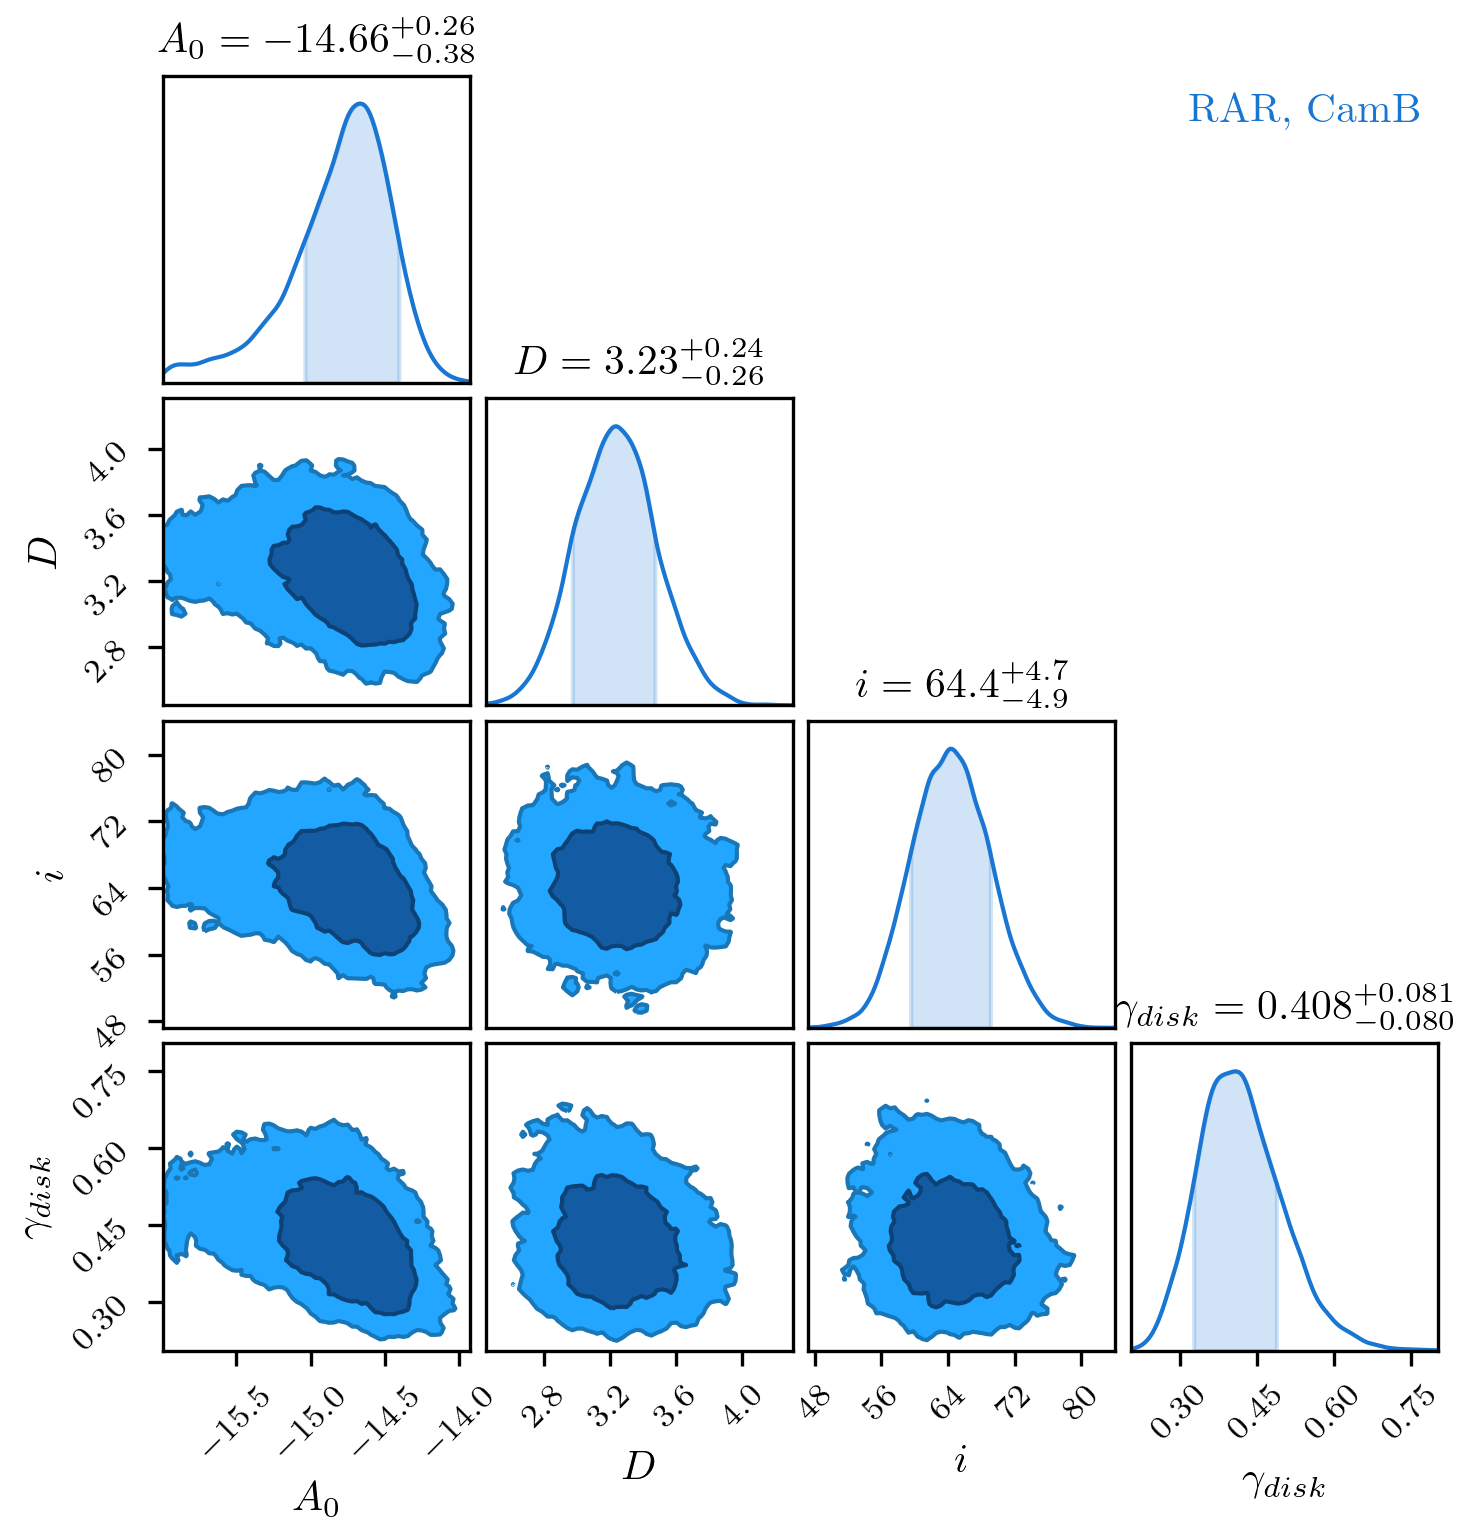 A₀ = −14.66⁺⁰·²⁶₋₀.₃₈
RAR, CamB
D = 3.23⁺⁰·²⁴₋₀.₂₆
D
4.0
3.6
3.2
2.8
i = 64.4⁺⁴·⁷₋₄.₉
i
80
72
64
56
48
γ_disk = 0.408⁺⁰·⁰⁸¹₋₀.₀₈₀
γ_disk
0.75
0.60
0.45
0.30
−15.5 −15.0 −14.5 −14.0 2.8 3.2 3.6 4.0 48 56 64 72 80 0.30 0.45 0.60 0.75
A₀ D i γ_disk